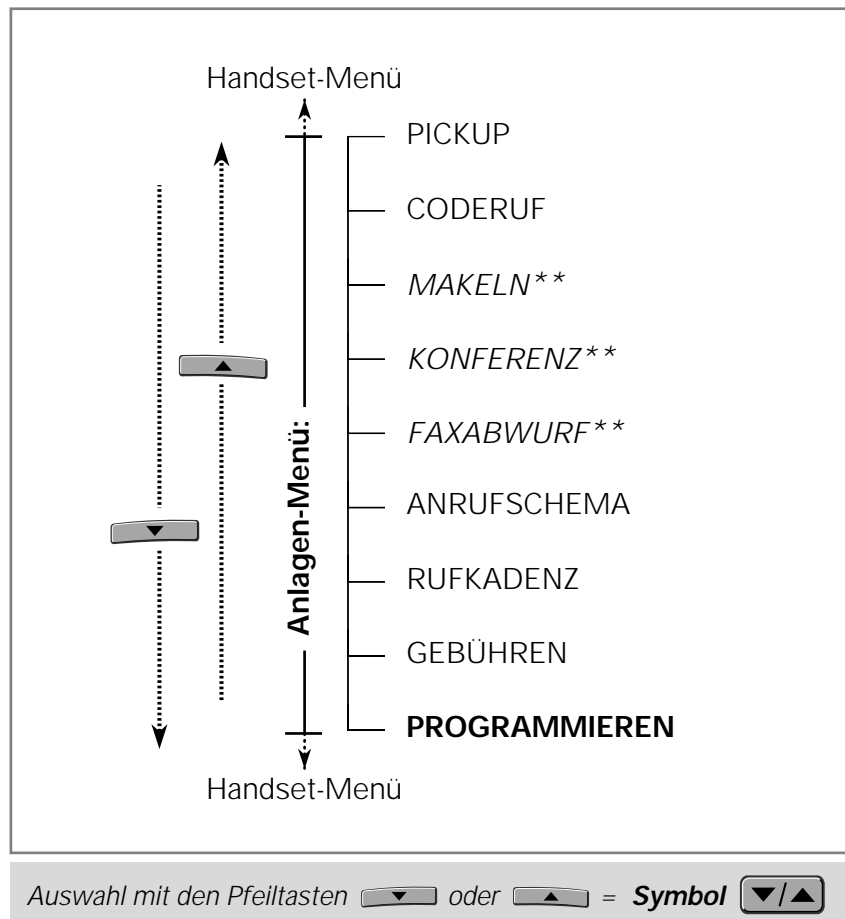 Handset-Menü
PICKUP
CODERUF
MAKELN**
KONFERENZ**
FAXABWURF**
ANRUFSCHEMA
RUFKADENZ
GEBÜHREN
PROGRAMMIEREN
Anlagen-Menü:
Handset-Menü
Auswahl mit den Pfeiltasten ▼ oder ▲ = Symbol ▼/▲